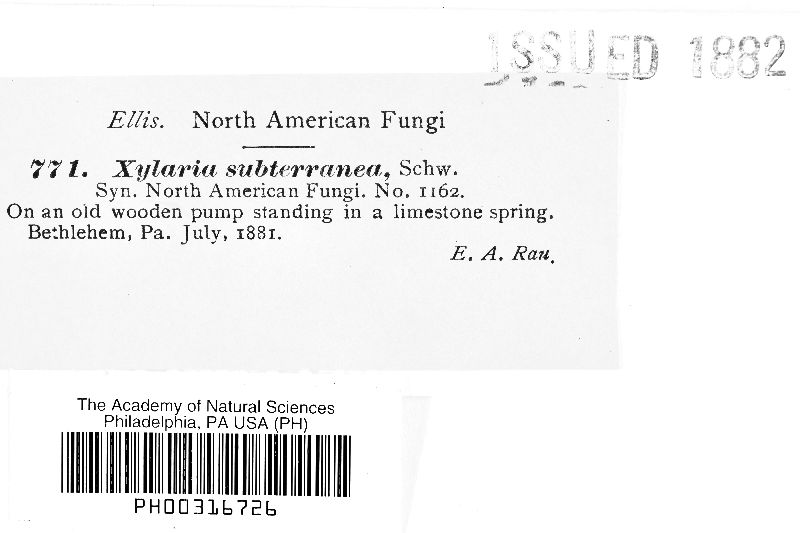 ISSUED 1882
Ellis. North American Fungi
771. Xylaria subterranea, Schw.
Syn. North American Fungi. No. 1162.
On an old wooden pump standing in a limestone spring.
Bethlehem, Pa. July, 1881.
E. A. Rau.
The Academy of Natural Sciences
Philadelphia, PA USA (PH)
PH00316726